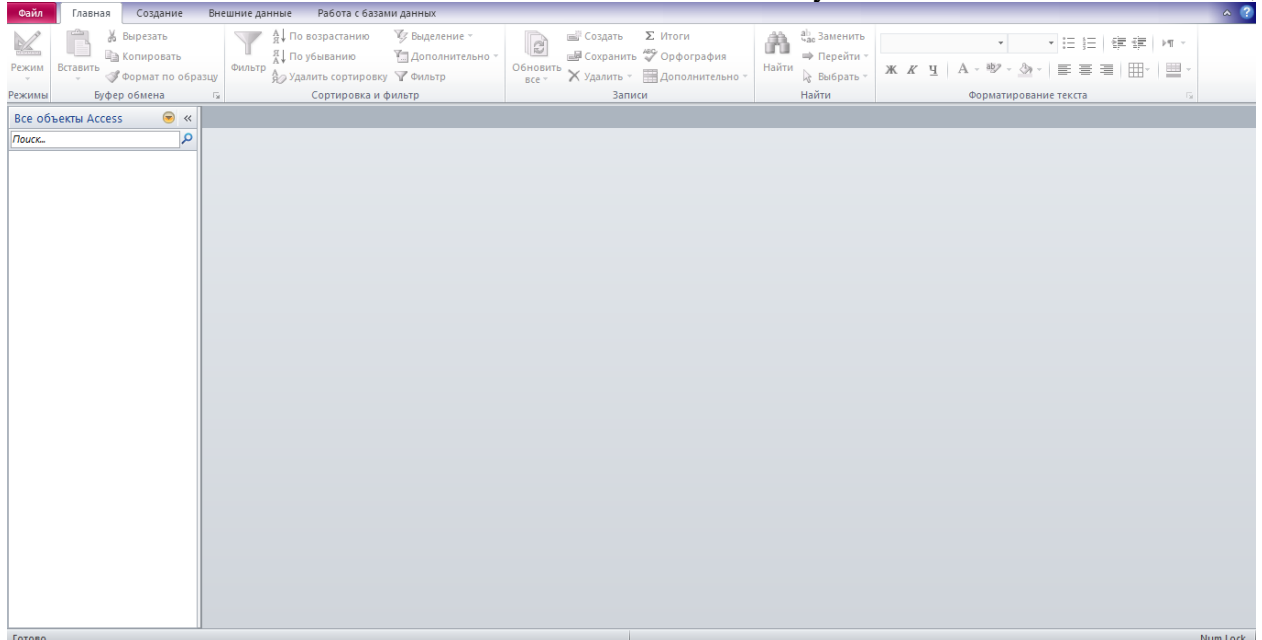 Файл Главная Создание Внешние данные Работа с базами данных
Вырезать По возрастанию Выделение Создать Σ Итоги Заменить
Копировать По убыванию Дополнительно Сохранить Орфография Перейти
Режим Вставить Формат по образцу Фильтр Удалить сортировку Фильтр Обновить все Удалить Дополнительно Найти Выбрать Ж К Ч А
Режимы Буфер обмена Сортировка и фильтр Записи Найти Форматирование текста
Все объекты Access «
Поиск...
Готово Num Lock